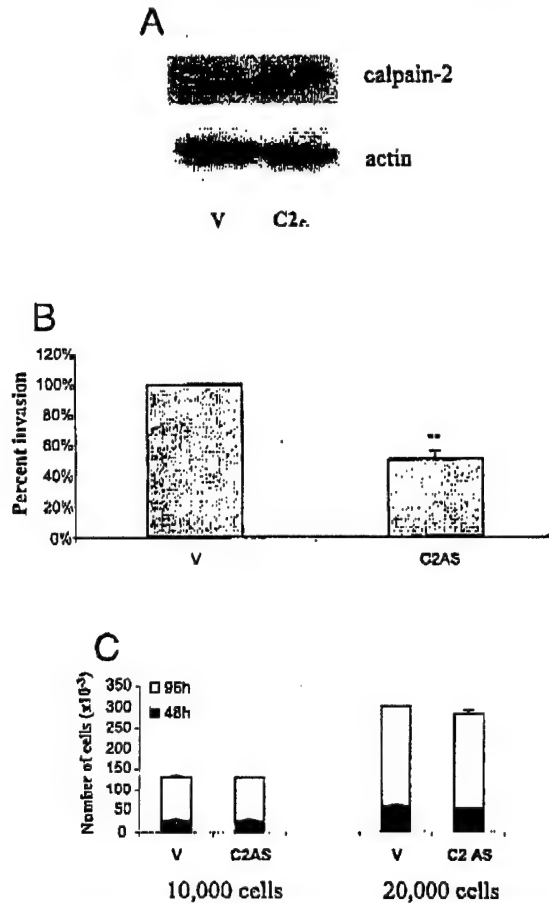 A
calpain-2
actin
V
B
Percent invasion
120%
100%
80%
60%
40%
20%
0%
**
V C2AS
C
Number of cells (x10⁻³)
350
300
250
200
150
100
50
0
96h
48h
V C2AS V C2 AS
10,000 cells 20,000 cells